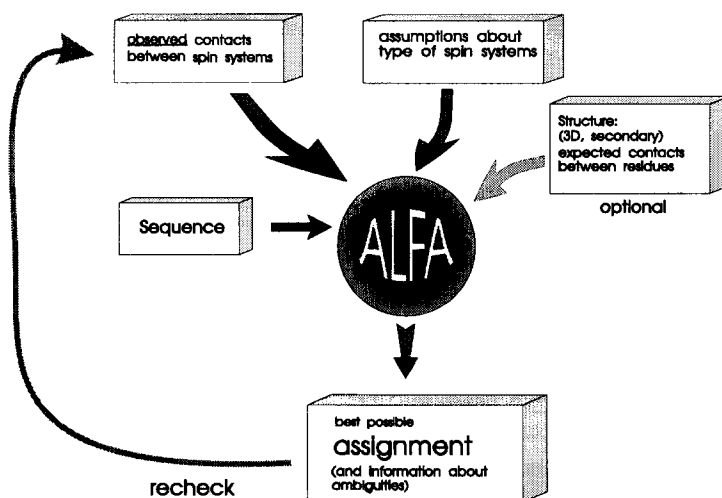 observed contacts
between spin systems
assumptions about
type of spin systems
Structure:
(3D, secondary)
expected contacts
between residues
optional
Sequence
ALFA
best possible
assignment
(and information about
ambiguities)
recheck